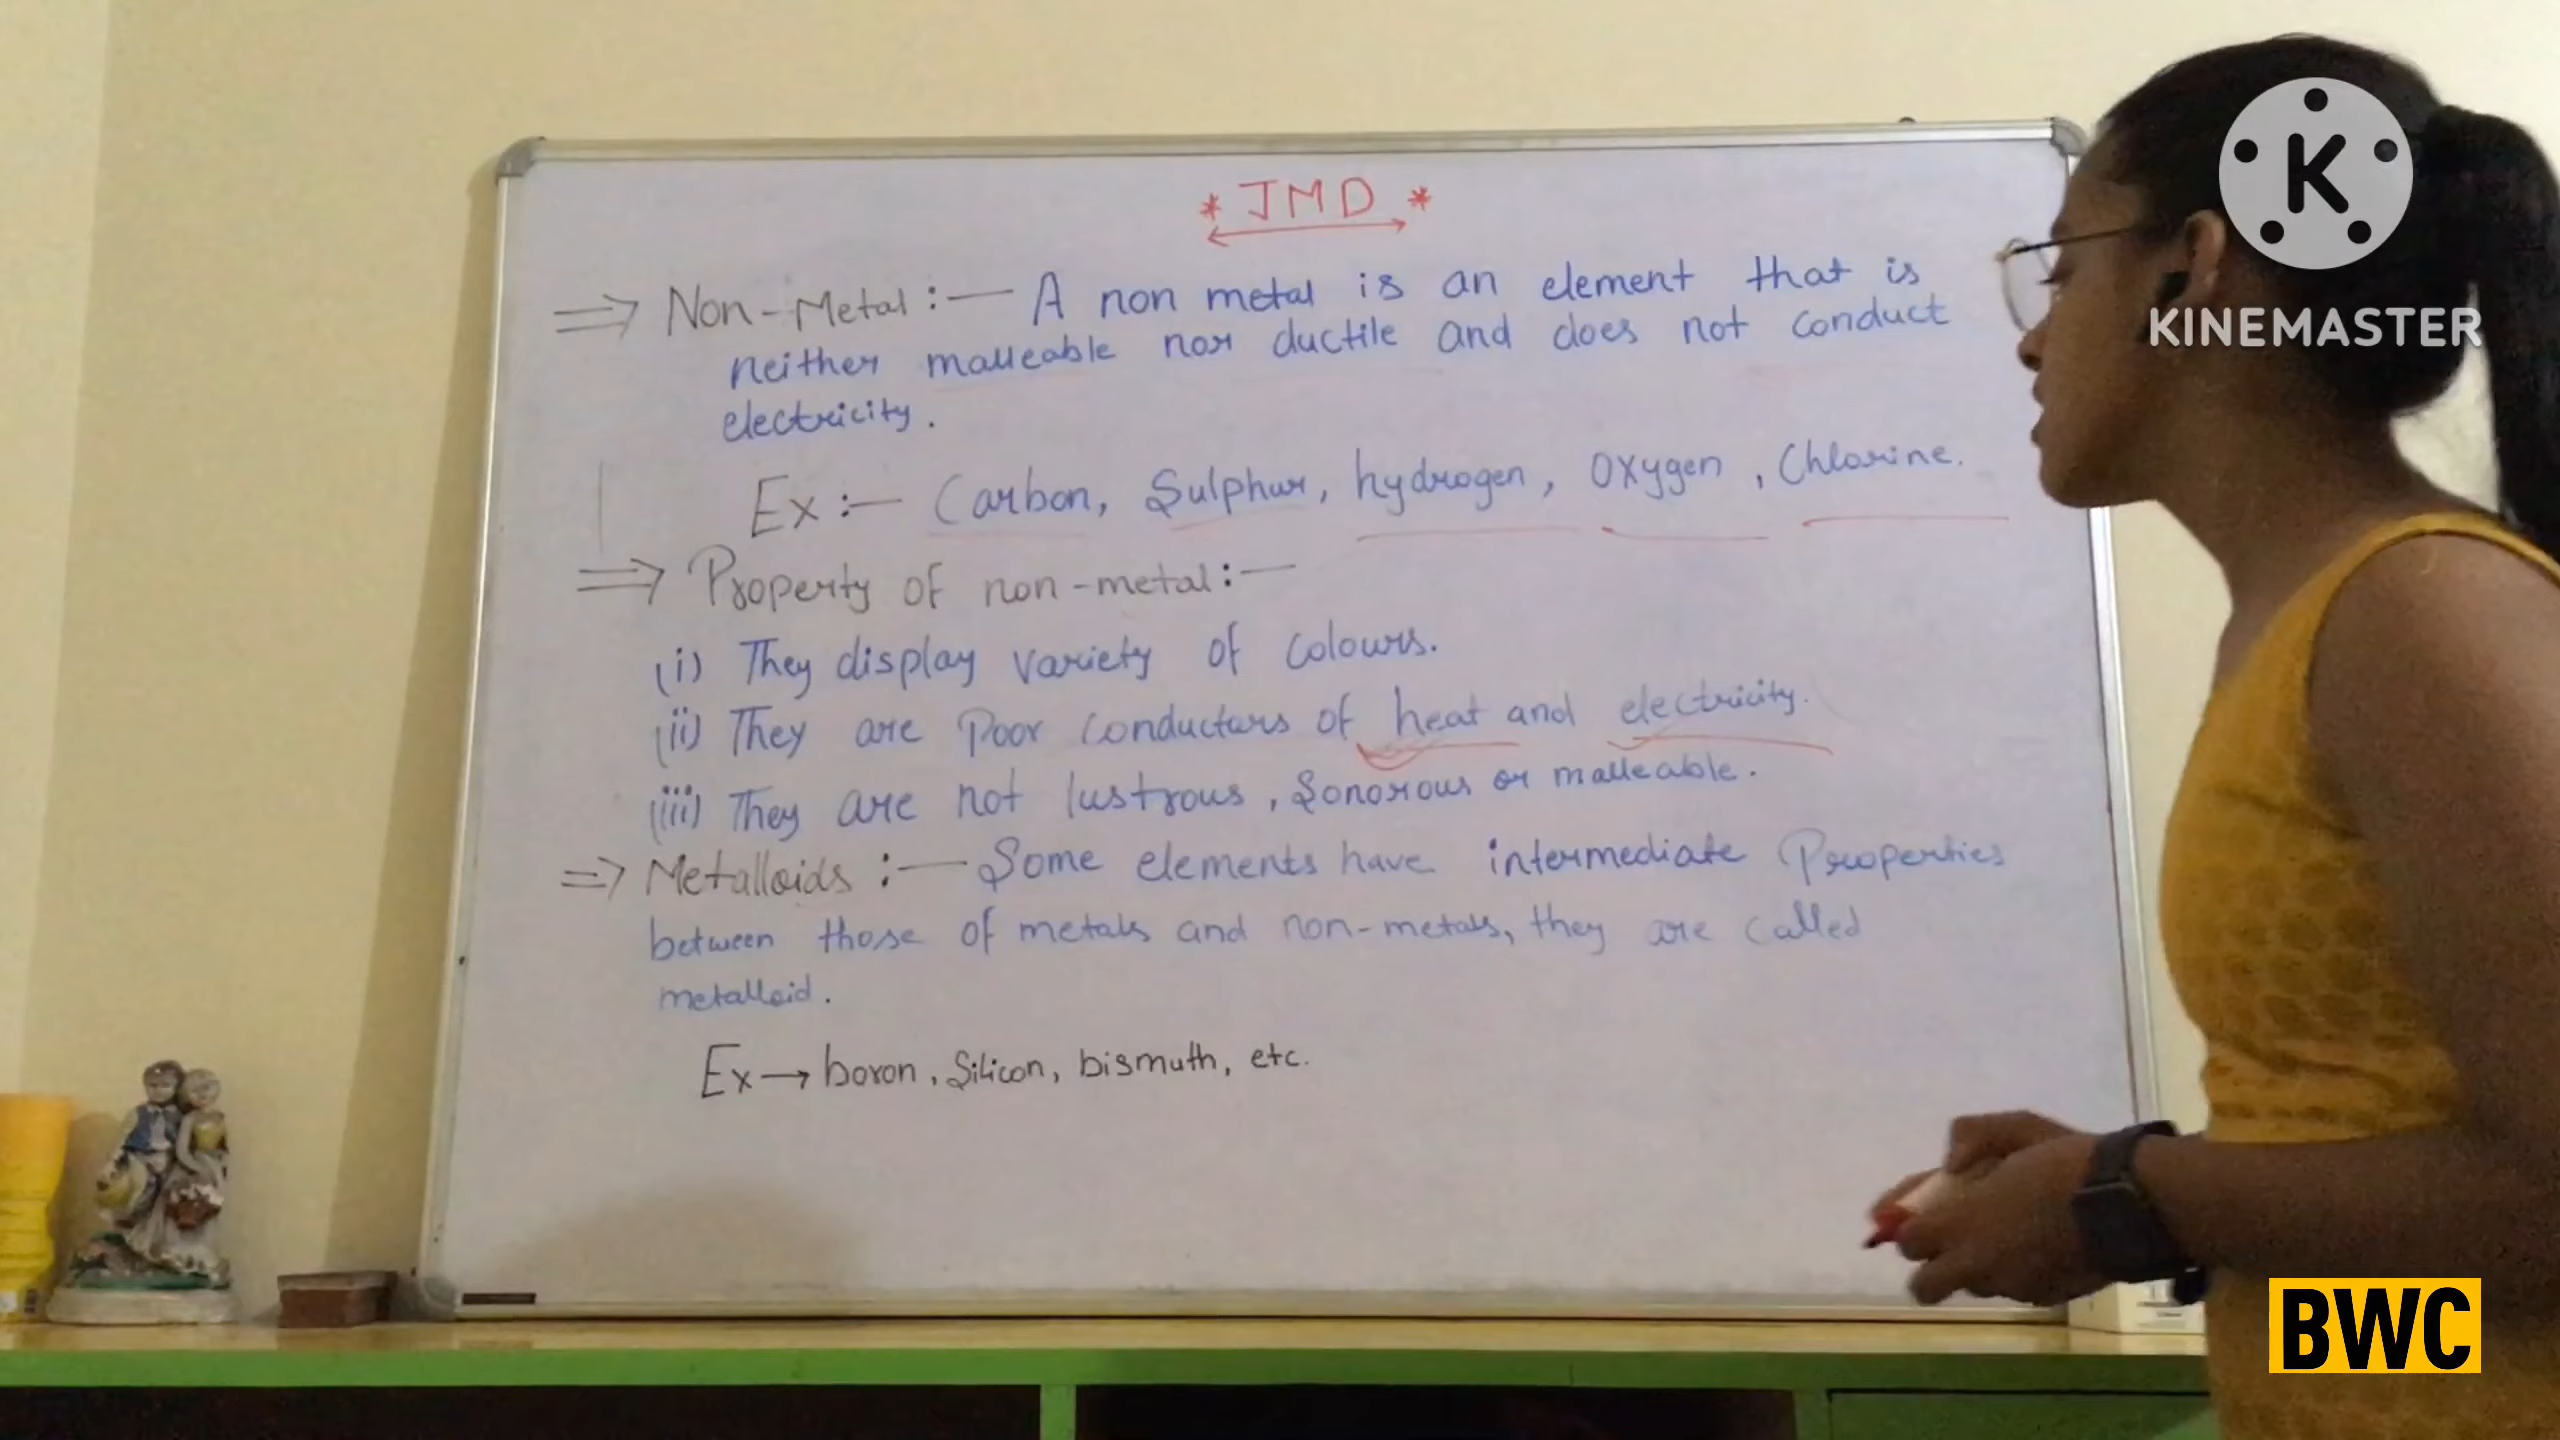 * JMD *
⇒ Non-Metal :— A non metal is an element that is
neither malleable nor ductile and does not conduct
electricity.
Ex :— Carbon, Sulphur, hydrogen, Oxygen, Chlorine.
⇒ Property of non-metal :—
(i) They display variety of colours.
(ii) They are Poor conductors of heat and electricity.
(iii) They are not lustrous, Sonorous or malleable.
⇒ Metalloids :— Some elements have intermediate Properties
between those of metals and non-metals, they are called
metalloid.
Ex → boron, Silicon, bismuth, etc.
K
KINEMASTER
BWC